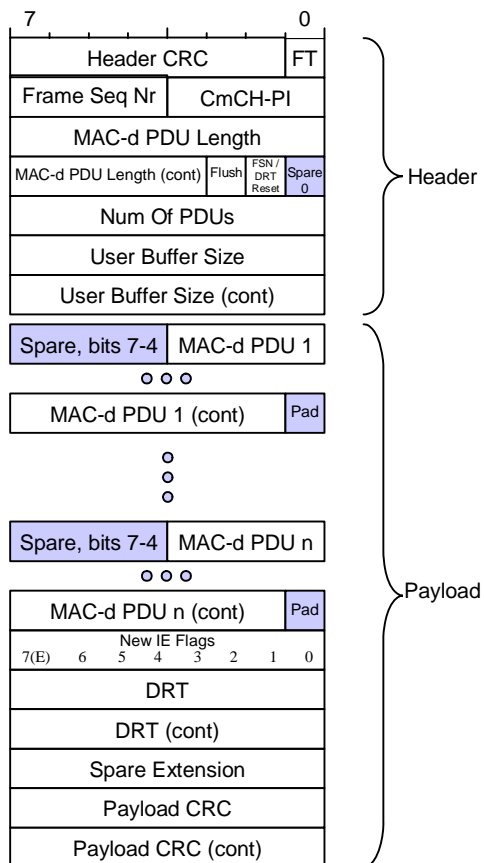 7 0
Header CRC FT
Frame Seq Nr CmCH-PI
MAC-d PDU Length
MAC-d PDU Length (cont) Flush FSN / DRT Reset Spare 0
Header
Num Of PDUs
User Buffer Size
User Buffer Size (cont)
Spare, bits 7-4 MAC-d PDU 1
MAC-d PDU 1 (cont) Pad
Spare, bits 7-4 MAC-d PDU n
Payload
MAC-d PDU n (cont) Pad
New IE Flags
7(E) 6 5 4 3 2 1 0
DRT
DRT (cont)
Spare Extension
Payload CRC
Payload CRC (cont)